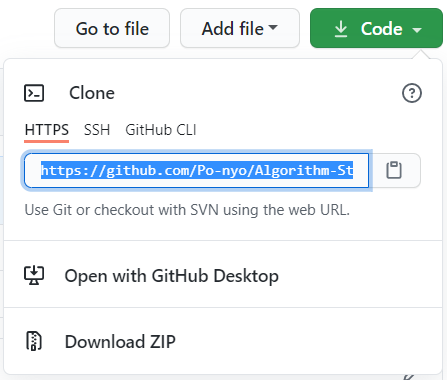 Go to file Add file Code
Clone
HTTPS SSH GitHub CLI
https://github.com/Po-nyo/Algorithm-St
Use Git or checkout with SVN using the web URL.
Open with GitHub Desktop
Download ZIP